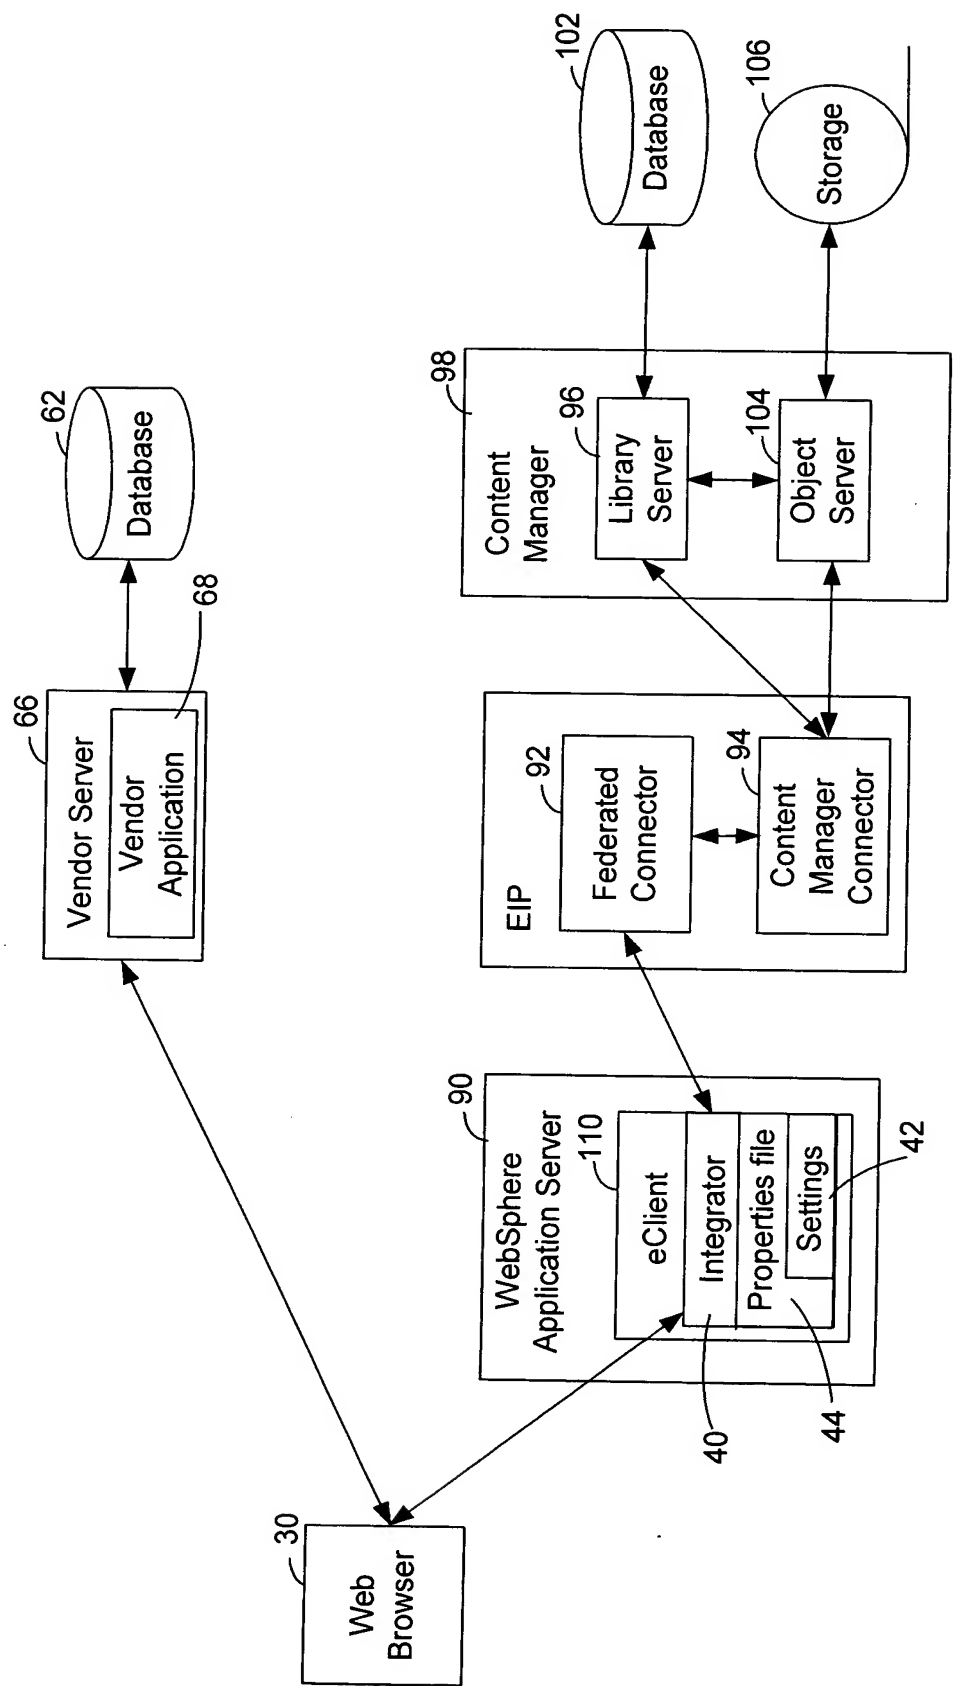 30
Web
Browser
66
Vendor Server
Vendor
Application
68
62
Database
90
WebSphere
Application Server
110
eClient
Integrator
Properties file
Settings
40
44
42
EIP
92
Federated
Connector
94
Content
Manager
Connector
98
Content
Manager
96
Library
Server
104
Object
Server
102
Database
106
Storage